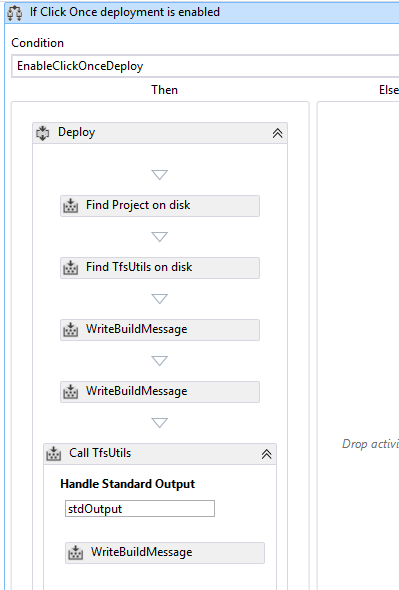 If Click Once deployment is enabled
Condition
EnableClickOnceDeploy
Then
Else
Deploy
Find Project on disk
Find TfsUtils on disk
WriteBuildMessage
WriteBuildMessage
Drop activi
Call TfsUtils
Handle Standard Output
stdOutput
WriteBuildMessage